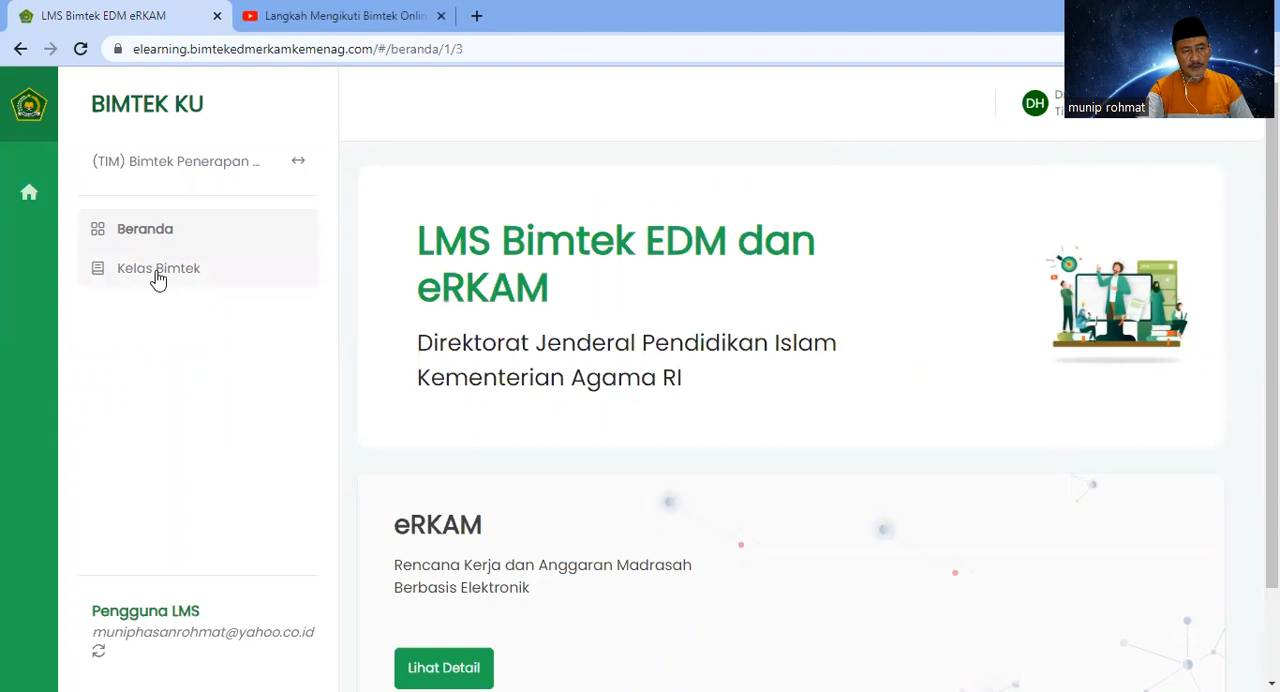 LMS Bimtek EDM eRKAM
Langkah Mengikuti Bimtek Onlin
elearning.bimtekedmerkamkemenag.com/#/beranda/1/3
munip rohmat
BIMTEK KU
DH
(TIM) Bimtek Penerapan ...
Beranda
Kelas Bimtek
LMS Bimtek EDM dan
eRKAM
Direktorat Jenderal Pendidikan Islam
Kementerian Agama RI
eRKAM
Rencana Kerja dan Anggaran Madrasah
Berbasis Elektronik
Lihat Detail
Pengguna LMS
muniphasanrohmat@yahoo.co.id